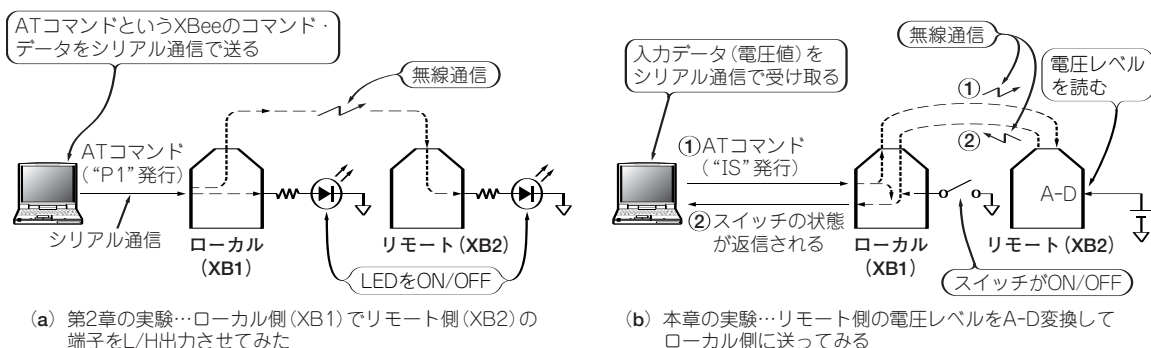 ATコマンドというXBeeのコマンド・
データをシリアル通信で送る
無線通信
ATコマンド
("P1"発行)
シリアル通信
ローカル
(XB1)
リモート(XB2)
LEDをON/OFF
(a) 第2章の実験…ローカル側(XB1)でリモート側(XB2)の
端子をL/H出力させてみた
無線通信
入力データ(電圧値)を
シリアル通信で受け取る
電圧レベル
を読む
①
②
①ATコマンド
("IS"発行)
A-D
②スイッチの状態
が返信される
ローカル
(XB1)
リモート(XB2)
スイッチがON/OFF
(b) 本章の実験…リモート側の電圧レベルをA-D変換して
ローカル側に送ってみる